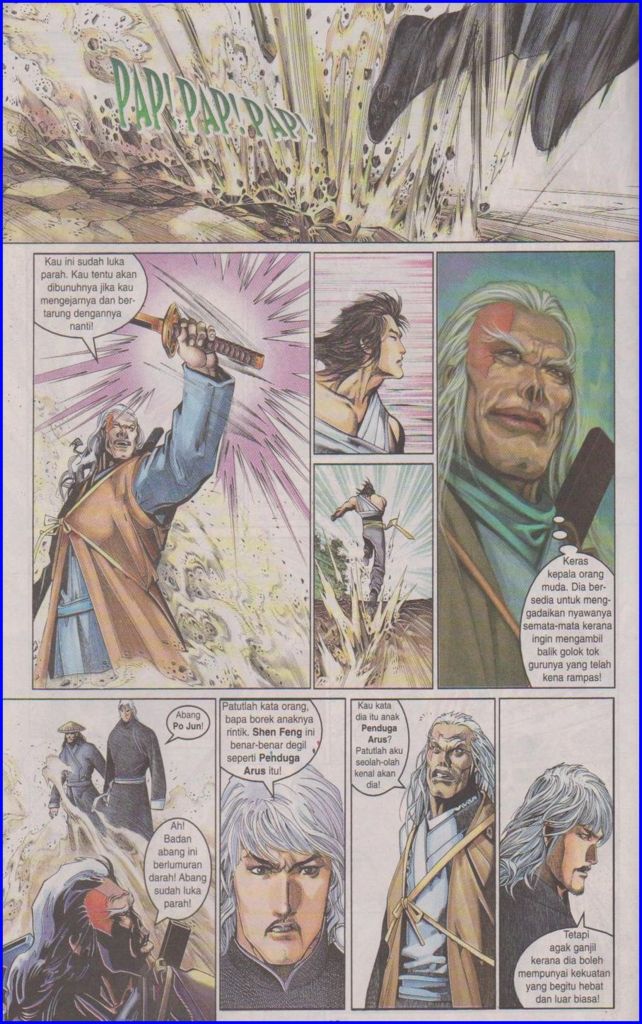 PAP! PAP! PAP!
Kau ini sudah luka
parah. Kau tentu akan
dibunuhnya jika kau
mengejarnya dan ber-
tarung dengannya
nanti!
Keras
kepala orang
muda. Dia ber-
sedia untuk meng-
gadaikan nyawanya
semata-mata kerana
ingin mengambil
balik golok tok
gurunya yang telah
kena rampas!
Abang
Po Jun!
Ah!
Badan
abang ini
berlumuran
darah! Abang
sudah luka
parah!
Patutlah kata orang,
bapa borek anaknya
rintik. Shen Feng ini
benar-benar degil
seperti Penduga
Arus itu!
Kau kata
dia itu anak
Penduga
Arus?
Patutlah aku
seolah-olah
kenal akan
dia!
Tetapi
agak ganjil
kerana dia boleh
mempunyai kekuatan
yang begitu hebat
dan luar biasa!